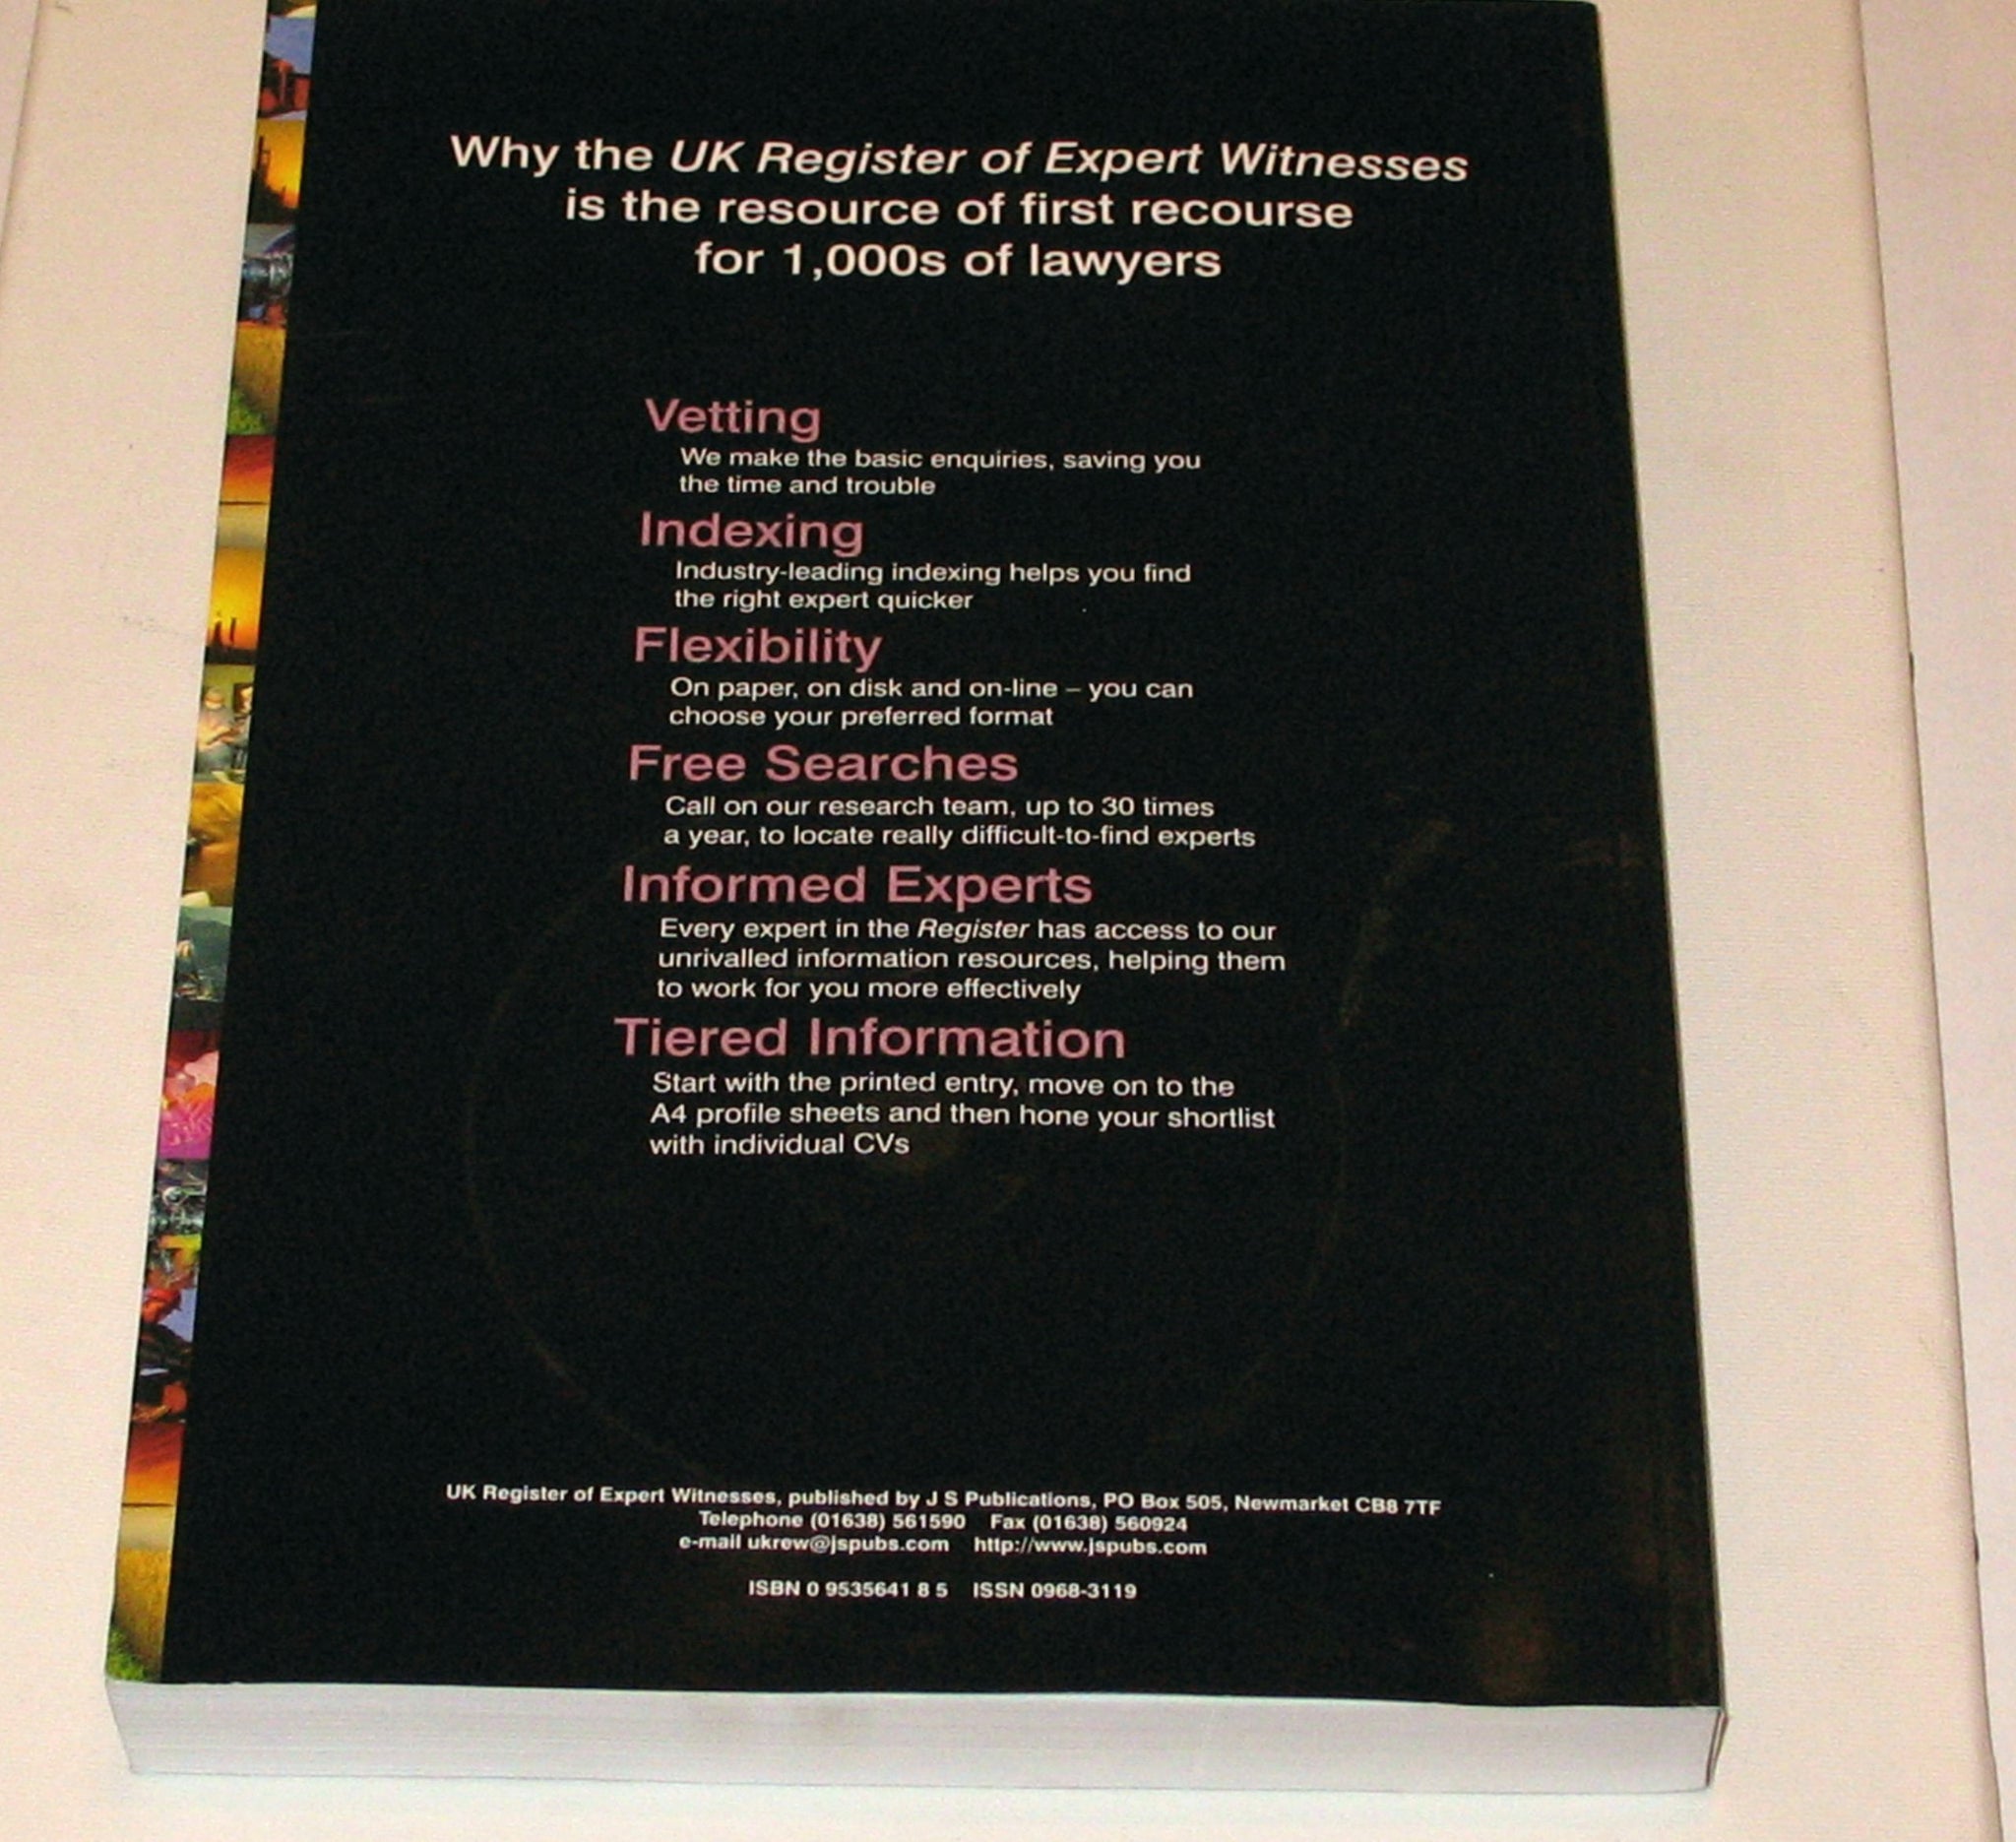 Why the UK Register of Expert Witnesses
is the resource of first recourse
for 1,000s of lawyers
Vetting
We make the basic enquiries, saving you
the time and trouble
Indexing
Industry-leading indexing helps you find
the right expert quicker
Flexibility
On paper, on disk and on-line – you can
choose your preferred format
Free Searches
Call on our research team, up to 30 times
a year, to locate really difficult-to-find experts
Informed Experts
Every expert in the Register has access to our
unrivalled information resources, helping them
to work for you more effectively
Tiered Information
Start with the printed entry, move on to the
A4 profile sheets and then hone your shortlist
with individual CVs
UK Register of Expert Witnesses, published by J S Publications, PO Box 505, Newmarket CB8 7TF
Telephone (01638) 561590 Fax (01638) 560924
e-mail ukrew@jspubs.com http://www.jspubs.com
ISBN 0 9535641 8 5 ISSN 0968-3119